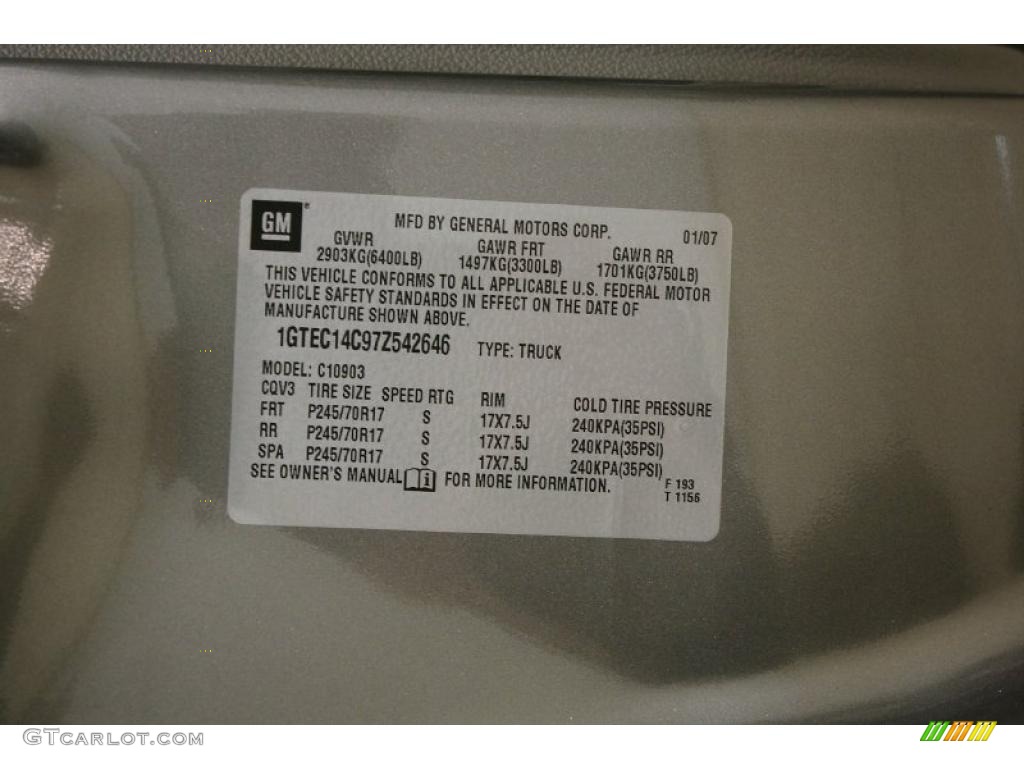 GM
MFD BY GENERAL MOTORS CORP. 01/07
GVWR GAWR FRT GAWR RR
2903KG(6400LB) 1497KG(3300LB) 1701KG(3750LB)
THIS VEHICLE CONFORMS TO ALL APPLICABLE U.S. FEDERAL MOTOR
VEHICLE SAFETY STANDARDS IN EFFECT ON THE DATE OF
MANUFACTURE SHOWN ABOVE.
1GTEC14C97Z542646 TYPE: TRUCK
MODEL: C10903
CQV3 TIRE SIZE SPEED RTG RIM COLD TIRE PRESSURE
FRT P245/70R17 S 17X7.5J 240KPA(35PSI)
RR P245/70R17 S 17X7.5J 240KPA(35PSI)
SPA P245/70R17 S 17X7.5J 240KPA(35PSI)
SEE OWNER'S MANUAL i FOR MORE INFORMATION.
F 193
T 1156
GTCARLOT.COM